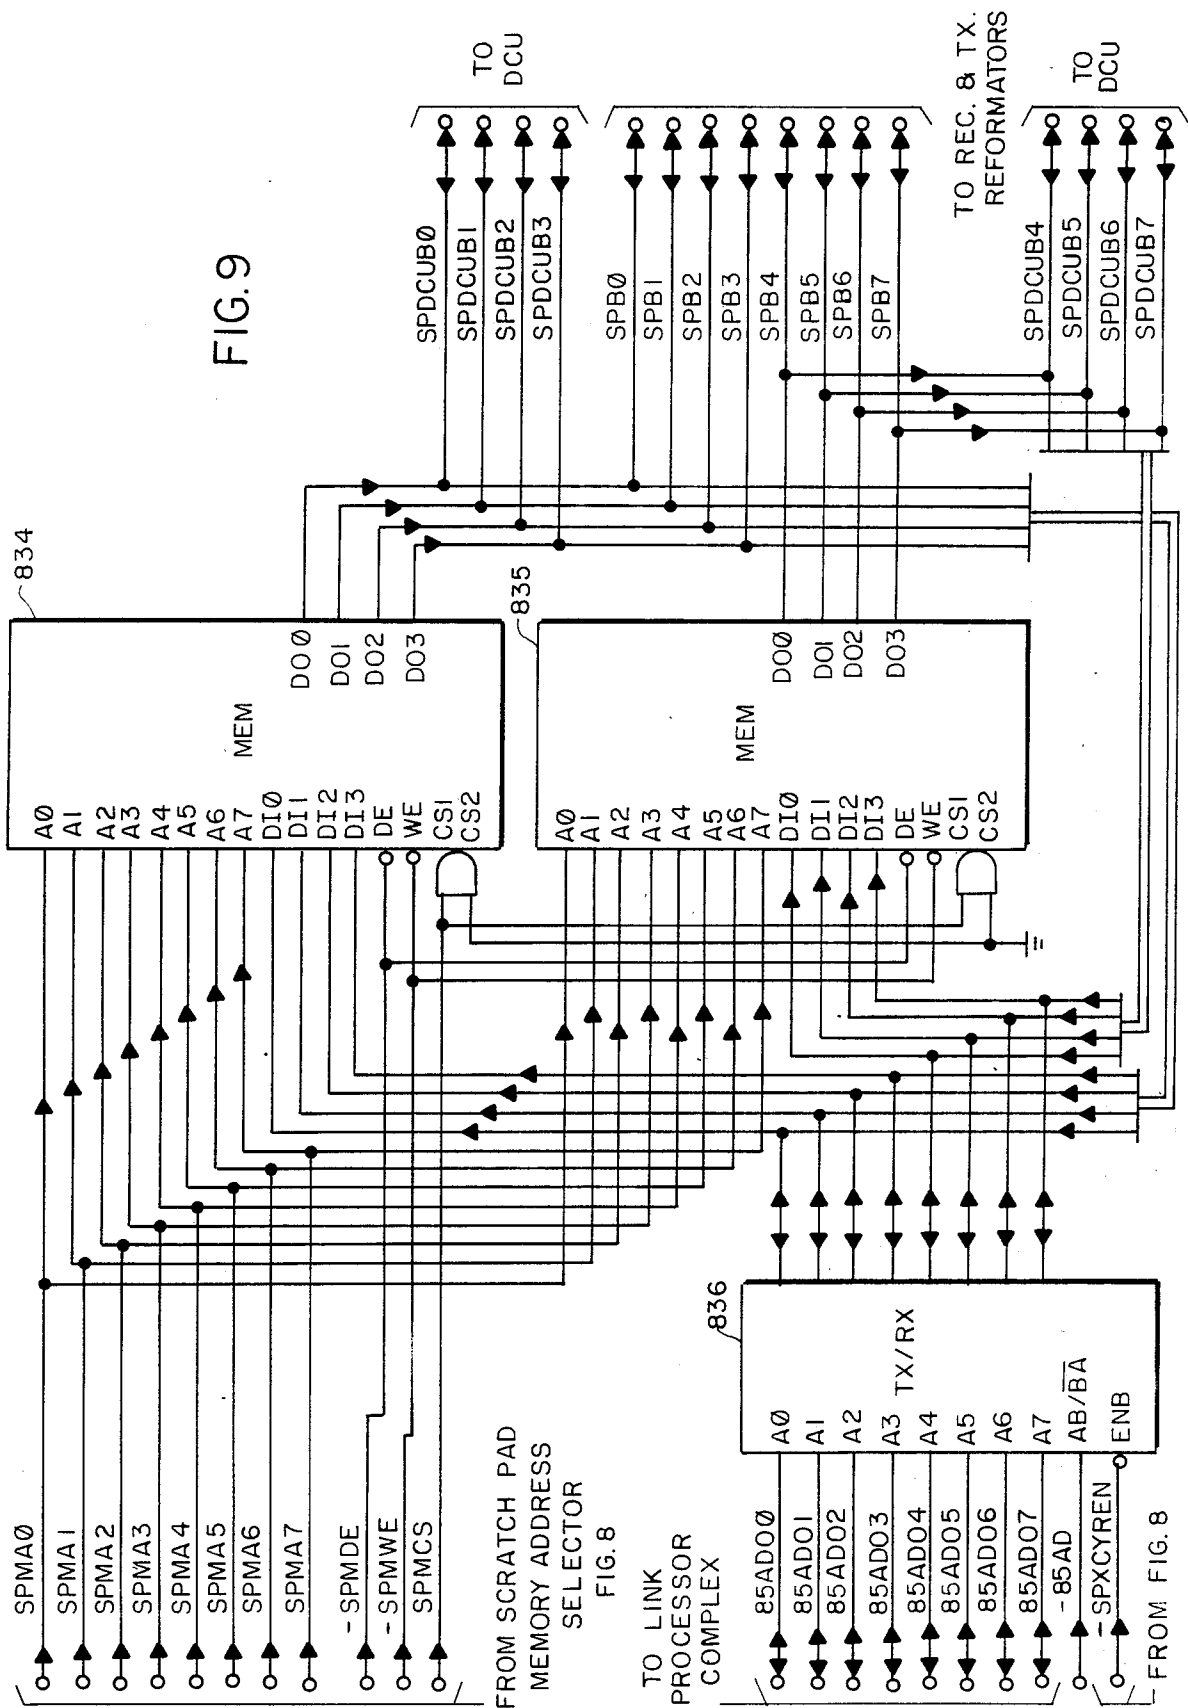 FIG. 9
834
MEM
A0
A1
A2
A3
A4
A5
A6
A7
DI0
DI1
DI2
DI3
DE
WE
CS1
CS2
DO0
DO1
DO2
DO3
835
MEM
A0
A1
A2
A3
A4
A5
A6
A7
DI0
DI1
DI2
DI3
DE
WE
CS1
CS2
DO0
DO1
DO2
DO3
SPMA0
SPMA1
SPMA2
SPMA3
SPMA4
SPMA5
SPMA6
SPMA7
-SPMDE
-SPMWE
SPMCS
FROM SCRATCH PAD
MEMORY ADDRESS
SELECTOR
FIG. 8
TO LINK
PROCESSOR
COMPLEX
85AD00
85AD01
85AD02
85AD03
85AD04
85AD05
85AD06
85AD07
-85AD
-SPXCYREN
FROM FIG. 8
836
TX/RX
A0
A1
A2
A3
A4
A5
A6
A7
AB/B̅A̅
ENB
SPDCUB0
SPDCUB1
SPDCUB2
SPDCUB3
TO
DCU
SPB0
SPB1
SPB2
SPB3
SPB4
SPB5
SPB6
SPB7
TO REC. & TX.
REFORMATORS
SPDCUB4
SPDCUB5
SPDCUB6
SPDCUB7
TO
DCU